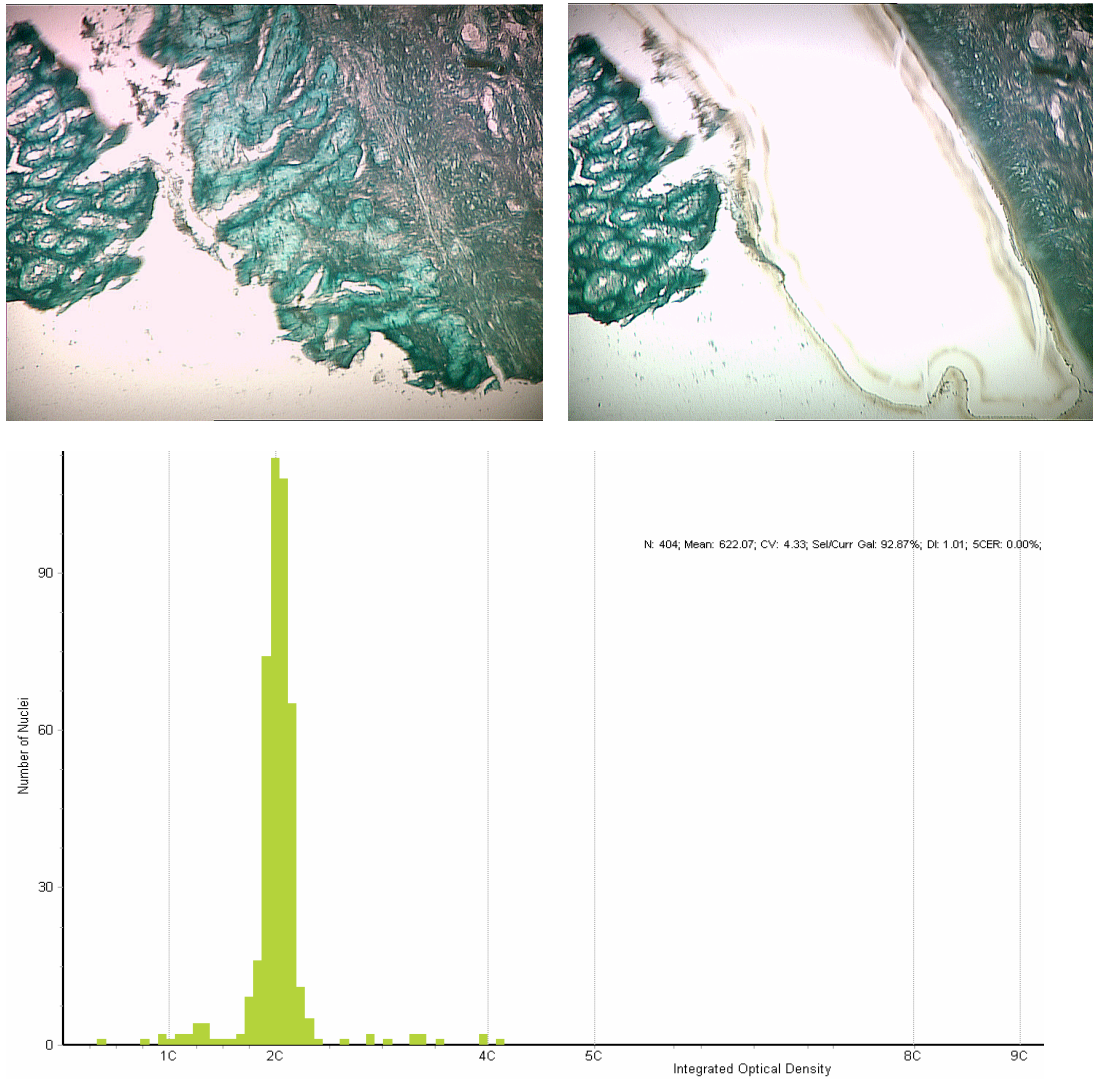 N: 404; Mean: 622.07; CV: 4.33; Sel/Curr Gal: 92.87%; DI: 1.01; 5CER: 0.00%;
90
60
30
0
Number of Nuclei
1C 2C 4C 5C 8C 9C
Integrated Optical Density